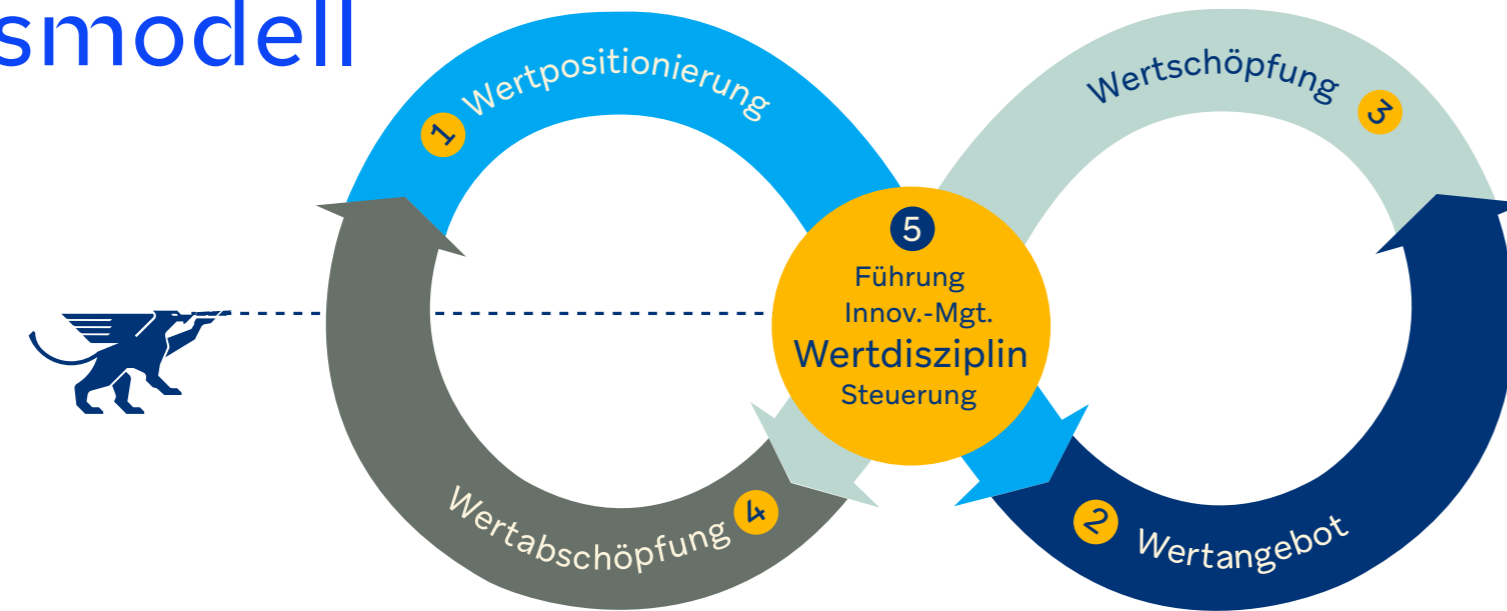 smodell
1 Wertpositionierung
2 Wertangebot
Wertschöpfung 3
Wertabschöpfung 4
5
Führung
Innov.-Mgt.
Wertdisziplin
Steuerung